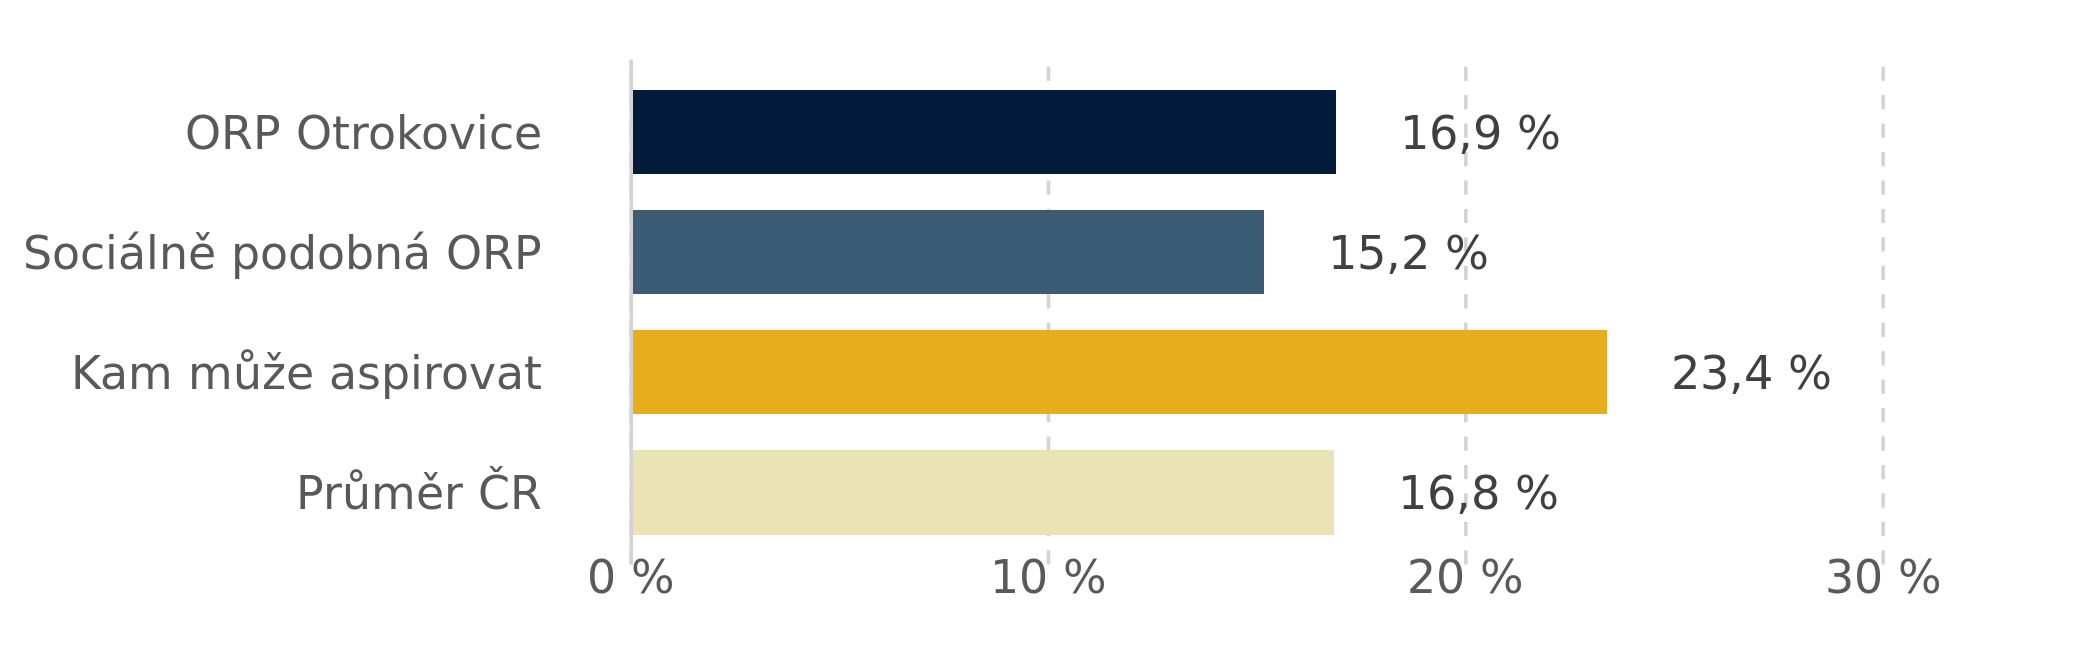 ORP Otrokovice 16,9 %
Sociálně podobná ORP 15,2 %
Kam může aspirovat 23,4 %
Průměr ČR 16,8 %
0 % 10 % 20 % 30 %